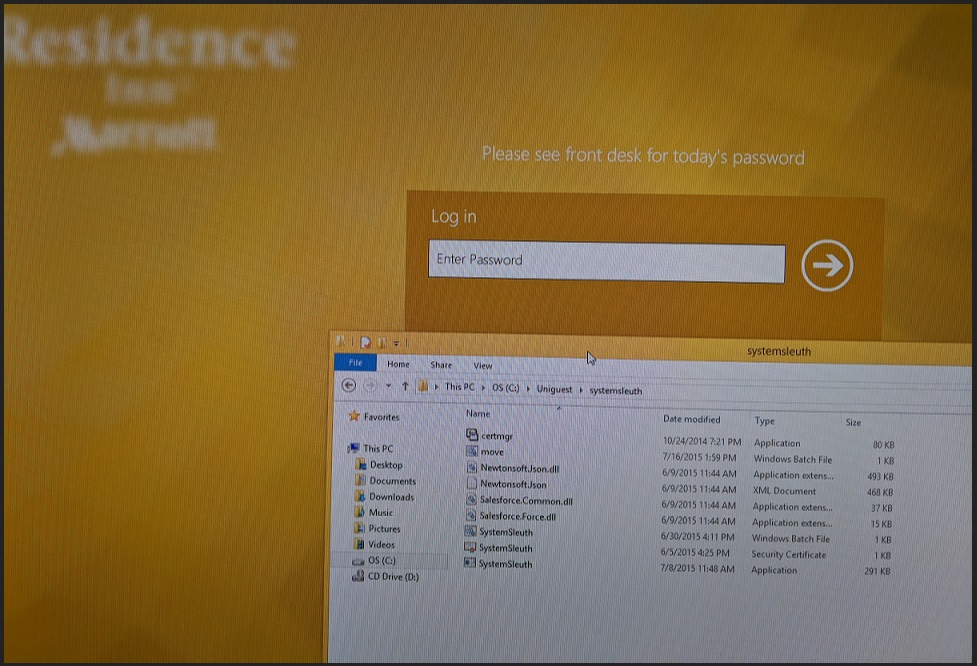 Residence
Inn
Marriott
Please see front desk for today's password
Log in
Enter Password
systemsleuth
File Home Share View
This PC OS (C:) Uniguest systemsleuth
Favorites
This PC
Desktop
Documents
Downloads
Music
Pictures
Videos
OS (C:)
CD Drive (D:)
Name Date modified Type Size
certmgr 10/24/2014 7:21 PM Application 80 KB
move 7/16/2015 1:59 PM Windows Batch File 1 KB
Newtonsoft.Json.dll 6/9/2015 11:44 AM Application extens... 493 KB
Newtonsoft.Json 6/9/2015 11:44 AM XML Document 468 KB
Salesforce.Common.dll 6/9/2015 11:44 AM Application extens... 37 KB
Salesforce.Force.dll 6/9/2015 11:44 AM Application extens... 15 KB
SystemSleuth 6/30/2015 4:11 PM Windows Batch File 1 KB
SystemSleuth 6/5/2015 4:25 PM Security Certificate 1 KB
SystemSleuth 7/8/2015 11:48 AM Application 291 KB